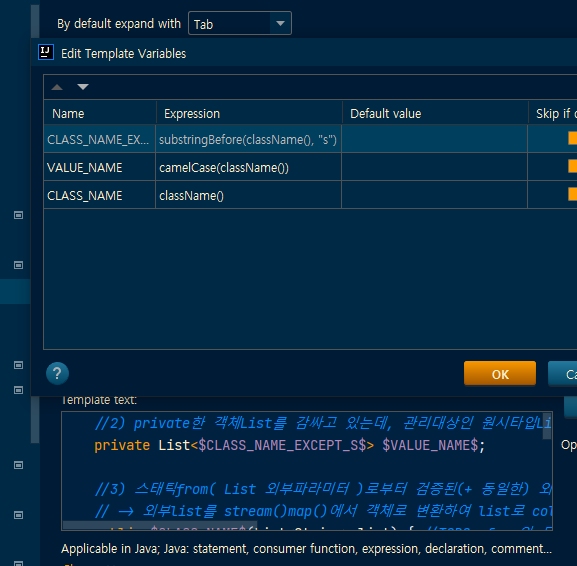 By default expand with Tab
IJ Edit Template Variables
Name Expression Default value Skip if
CLASS_NAME_EX... substringBefore(className(), "s")
VALUE_NAME camelCase(className())
CLASS_NAME className()
? OK Ca
Template text:
//2) private한 객체List를 감싸고 있는데, 관리대상인 원시타입Li
private List<$CLASS_NAME_EXCEPT_S$> $VALUE_NAME$; Op
//3) 스태틱from( List 외부파라미터 )로부터 검증된(+ 동일한)
// → 외부list를 stream()map()에서 객체로 변환하여 list로 col
Applicable in Java; Java: statement, consumer function, expression, declaration, comment...